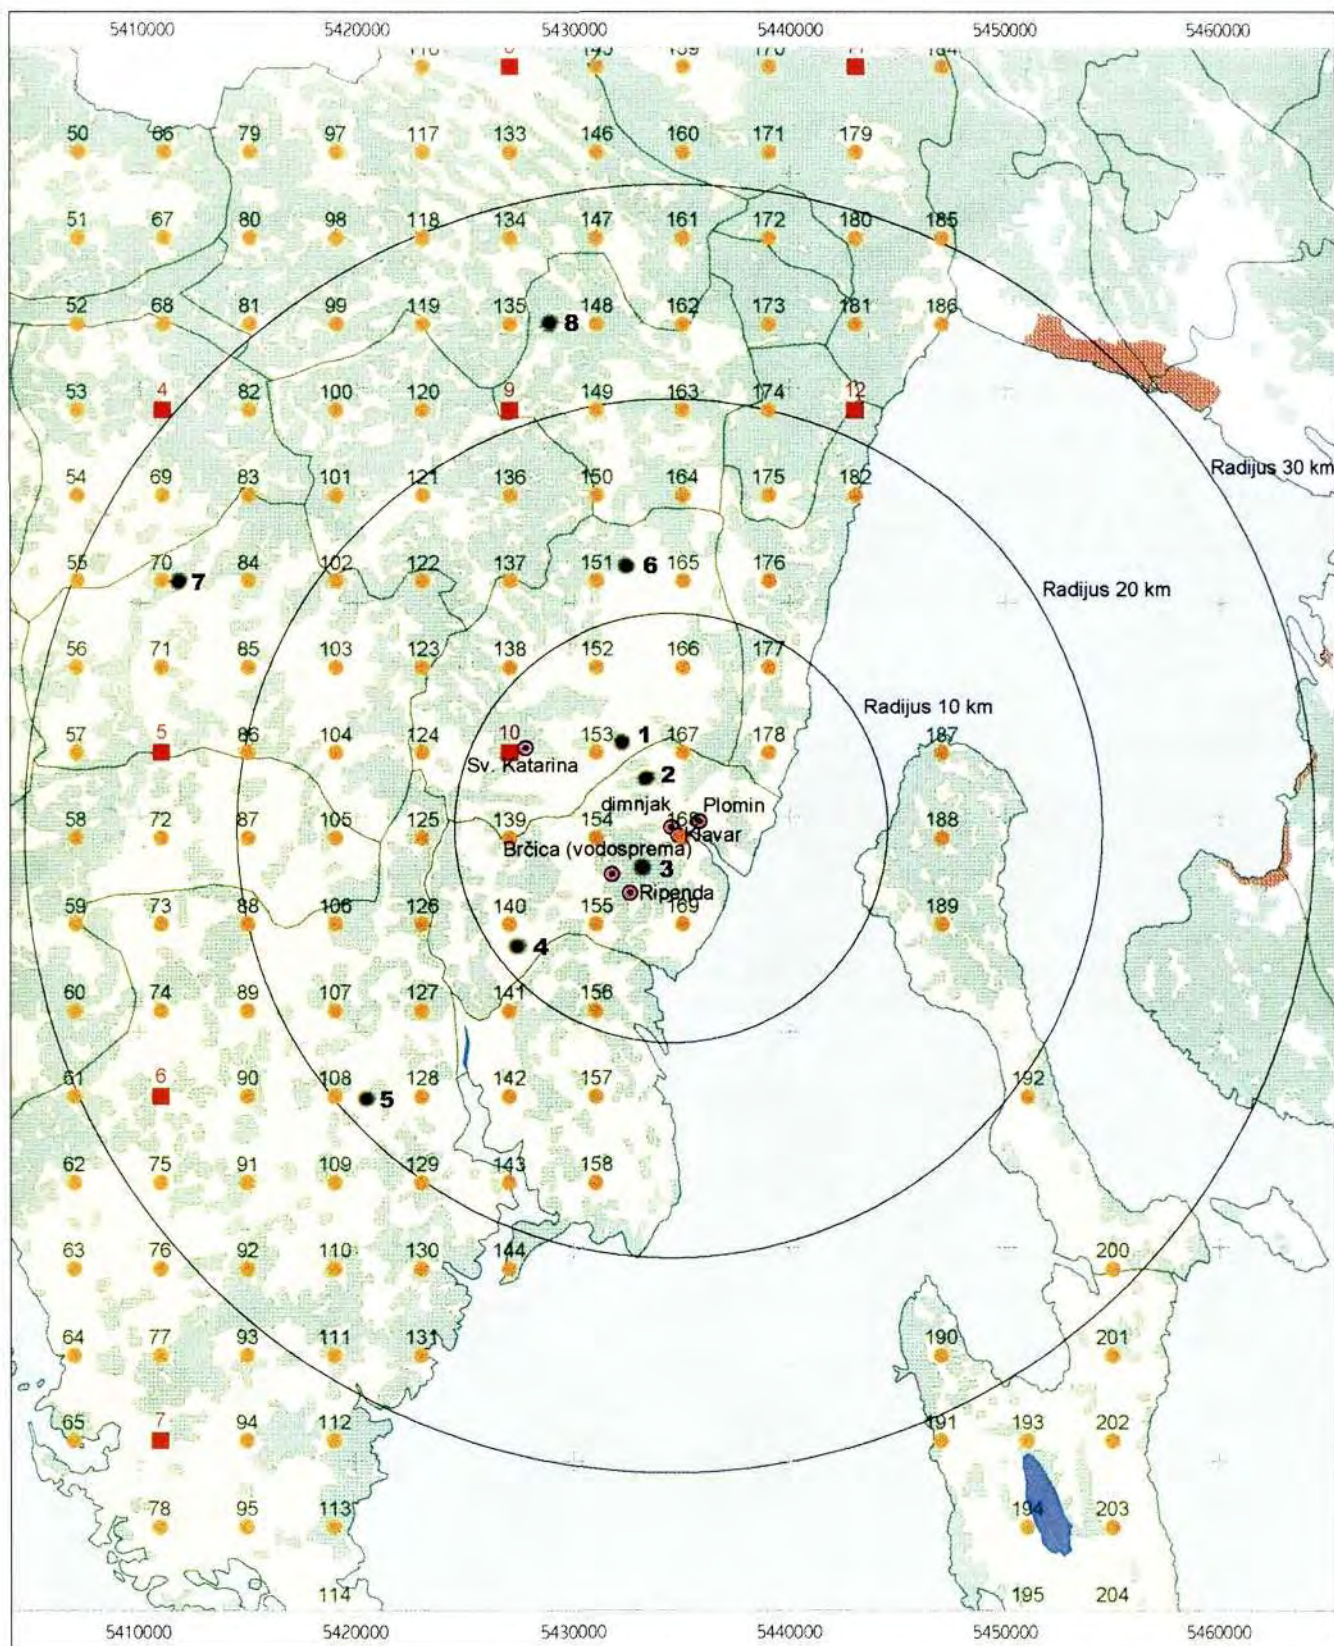 5410000 5420000 5430000 5440000 5450000 5460000
50 66 79 97 117 133 146 160 171 179
51 67 80 98 118 134 147 161 172 180 185
52 68 81 99 119 135 8 148 162 173 181 186
53 4 82 100 120 9 149 163 174 12
54 69 83 101 121 136 150 164 175 182
Radijus 30 km
55 70 7 84 102 122 137 151 6 165 176
Radijus 20 km
56 71 85 103 123 138 152 166 177
Radijus 10 km
57 5 86 104 124 10 153 1 167 178 187
Sv. Katarina 2
dimnjak Plomin
58 72 87 105 125 139 154 168 188
Klavar
Brčica (vodosprema)
3
Ripenda
59 73 88 106 126 140 155 169 189
4
60 74 89 107 127 141 156
61 6 90 108 5 128 142 157 192
62 75 91 109 129 143 158
63 76 92 110 130 144 200
64 77 93 111 131 190 201
65 7 94 112 191 193 202
78 95 113 194 203
114 195 204
5410000 5420000 5430000 5440000 5450000 5460000